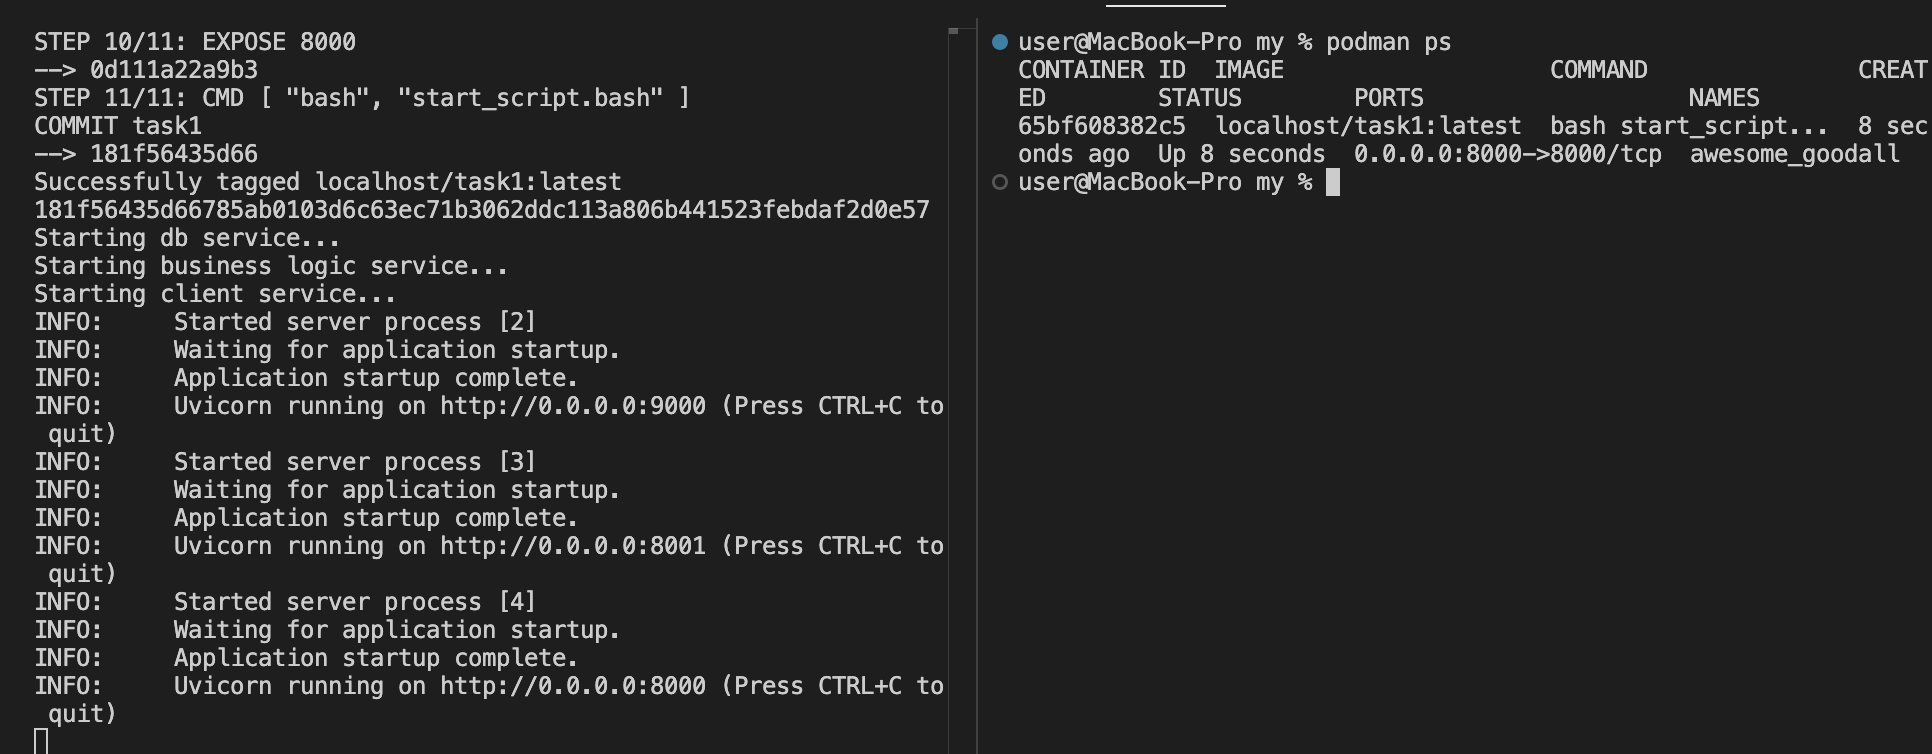 STEP 10/11: EXPOSE 8000
--> 0d111a22a9b3
STEP 11/11: CMD [ "bash", "start_script.bash" ]
COMMIT task1
--> 181f56435d66
Successfully tagged localhost/task1:latest
181f56435d66785ab0103d6c63ec71b3062ddc113a806b441523febdaf2d0e57
Starting db service...
Starting business logic service...
Starting client service...
INFO:     Started server process [2]
INFO:     Waiting for application startup.
INFO:     Application startup complete.
INFO:     Uvicorn running on http://0.0.0.0:9000 (Press CTRL+C to
 quit)
INFO:     Started server process [3]
INFO:     Waiting for application startup.
INFO:     Application startup complete.
INFO:     Uvicorn running on http://0.0.0.0:8001 (Press CTRL+C to
 quit)
INFO:     Started server process [4]
INFO:     Waiting for application startup.
INFO:     Application startup complete.
INFO:     Uvicorn running on http://0.0.0.0:8000 (Press CTRL+C to
 quit)
user@MacBook-Pro my % podman ps
CONTAINER ID  IMAGE                   COMMAND               CREAT
ED        STATUS        PORTS                   NAMES
65bf608382c5  localhost/task1:latest  bash start_script...  8 sec
onds ago  Up 8 seconds  0.0.0.0:8000->8000/tcp  awesome_goodall
user@MacBook-Pro my %